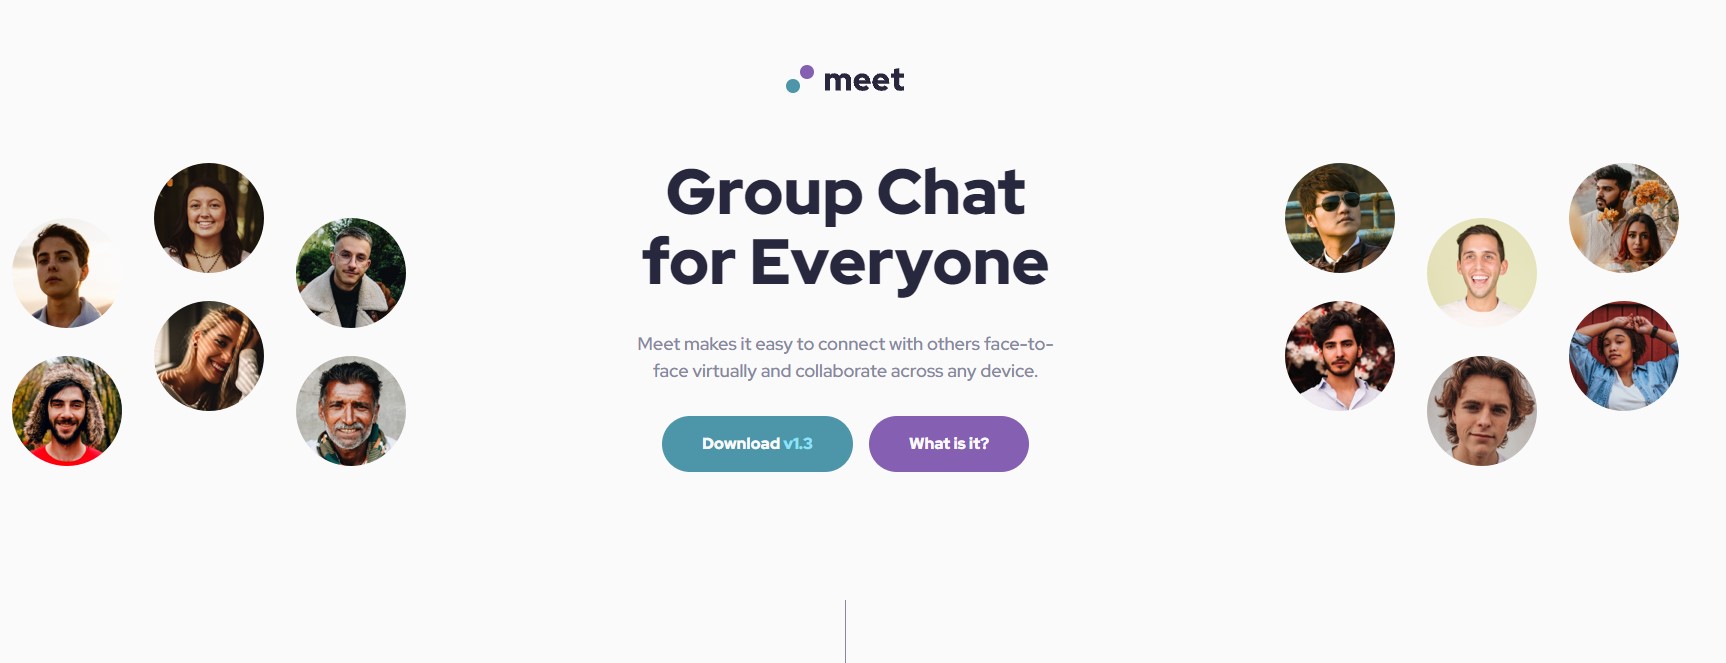 meet
Group Chat
for Everyone
Meet makes it easy to connect with others face-to-
face virtually and collaborate across any device.
Download v1.3
What is it?